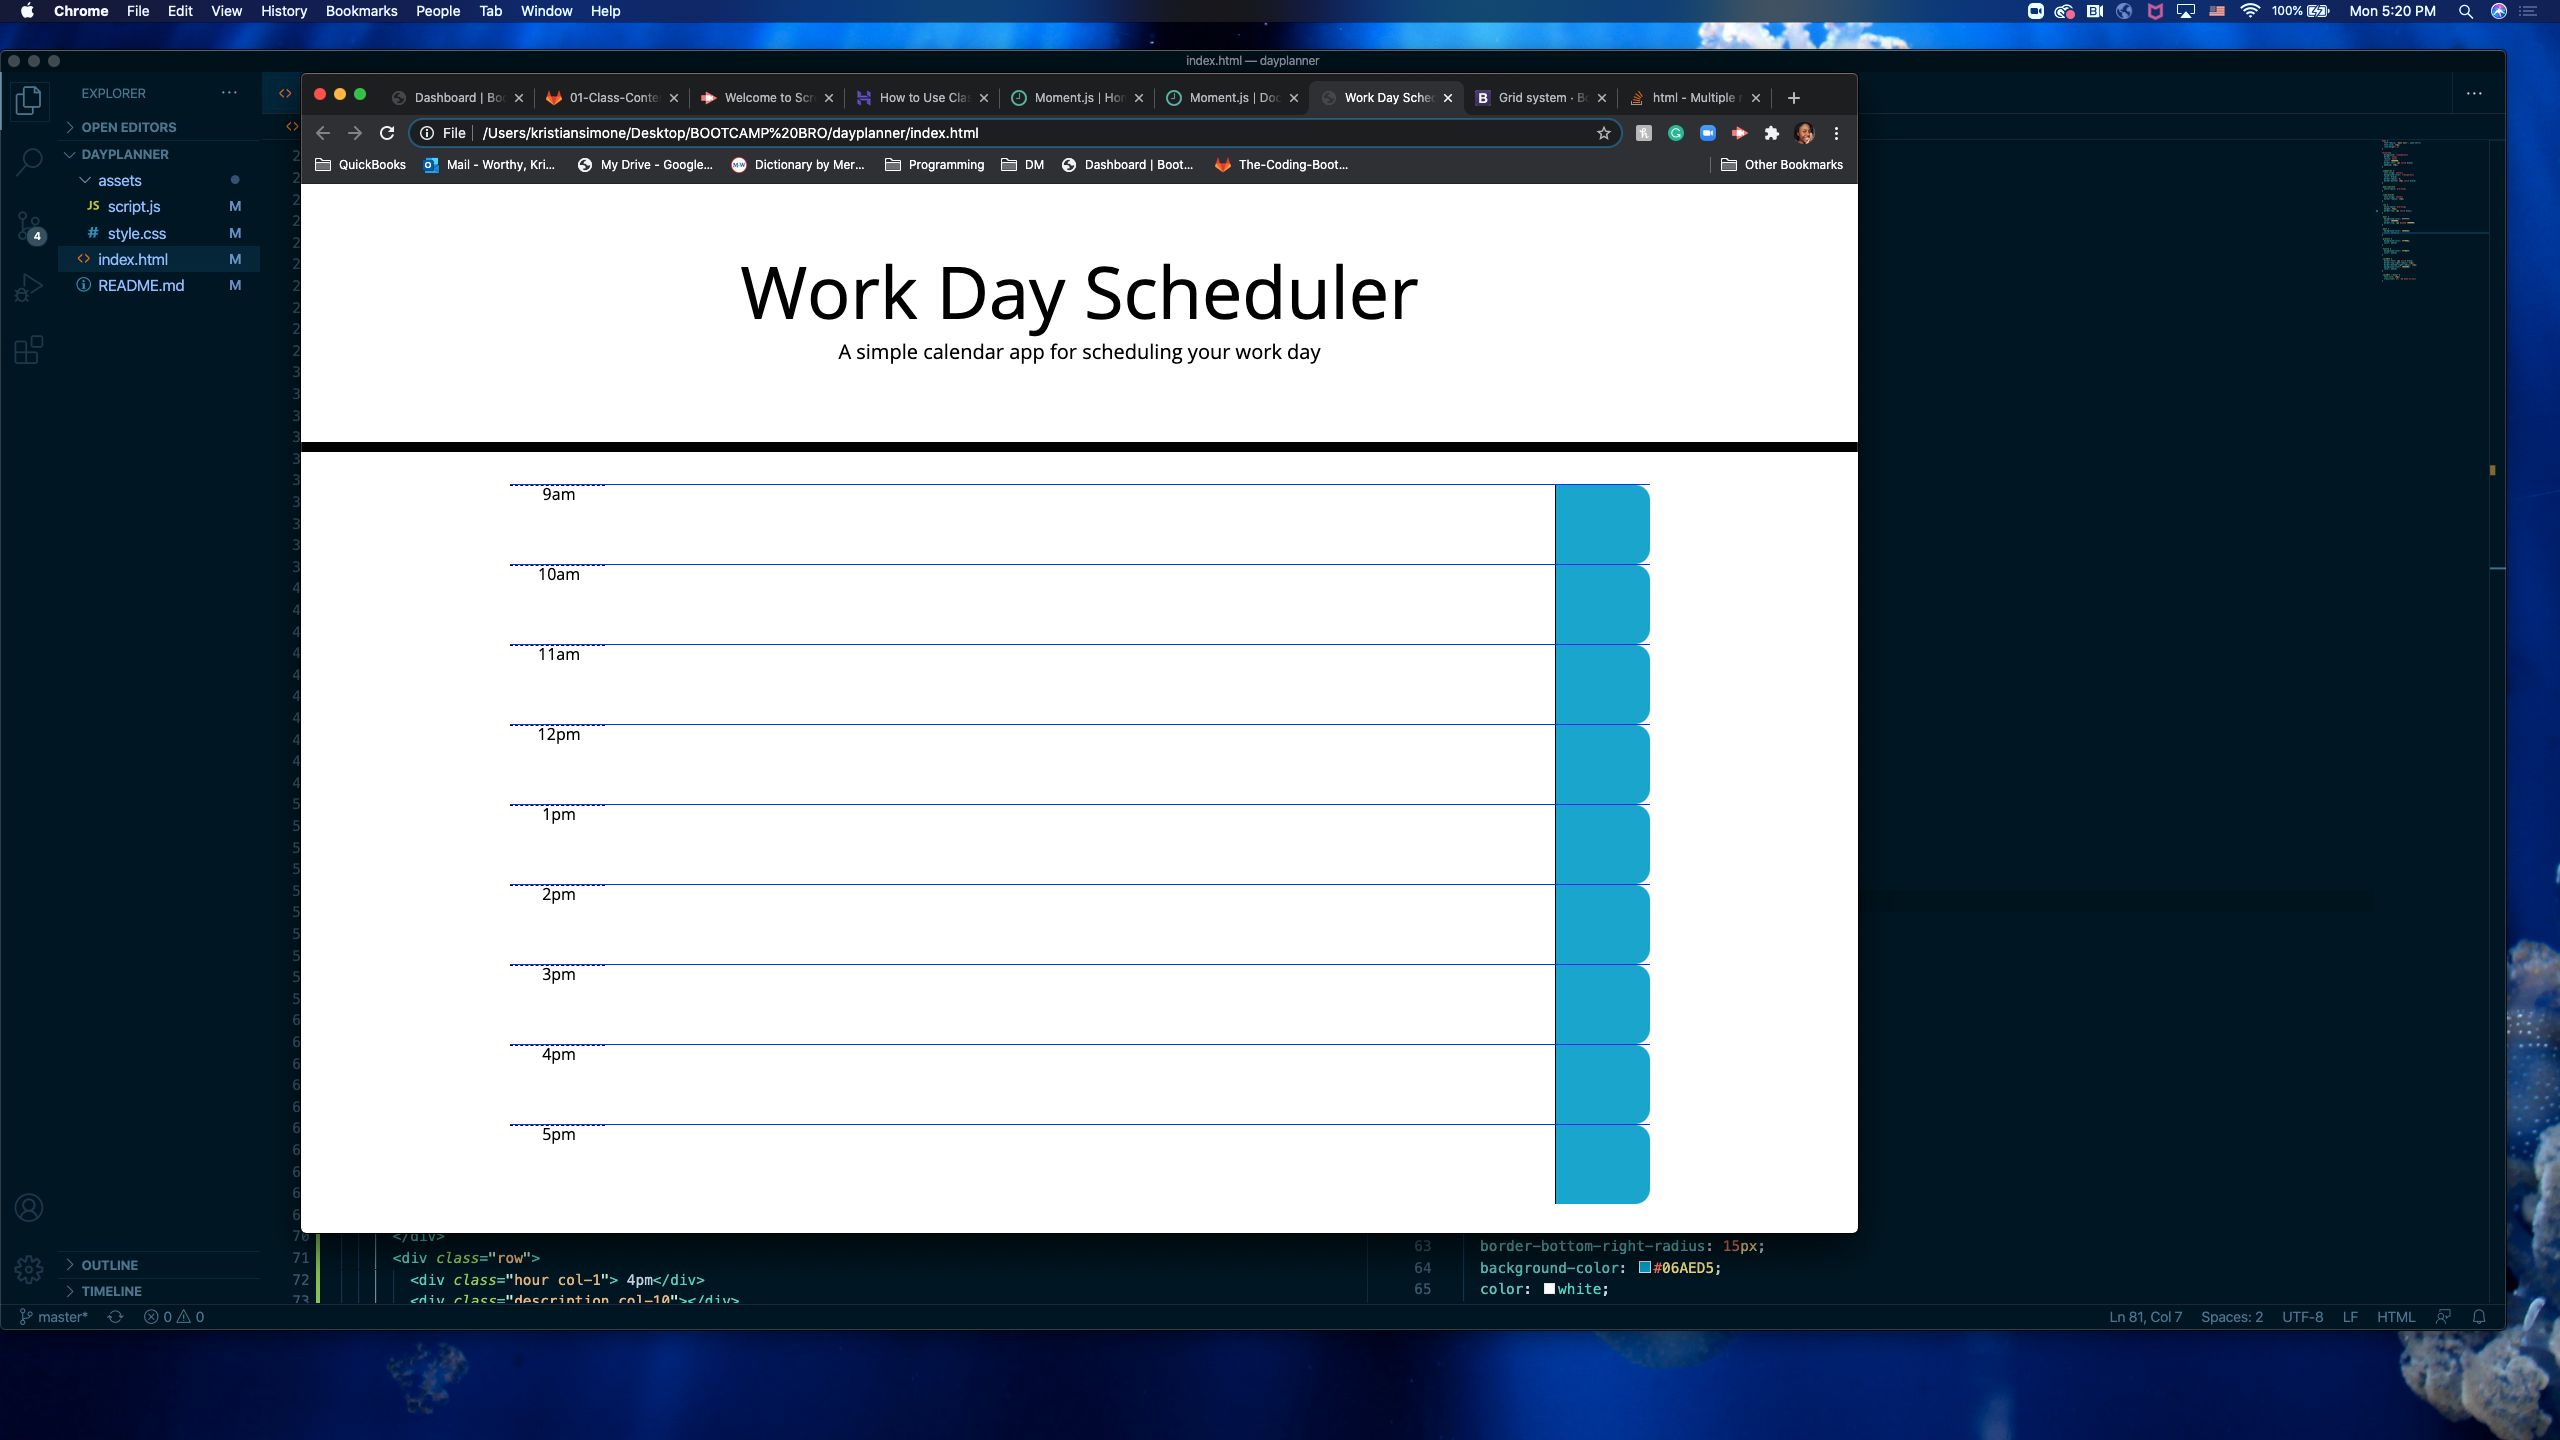 Chrome File Edit View History Bookmarks People Tab Window Help
100% Mon 5:20 PM
index.html — dayplanner
EXPLORER
OPEN EDITORS
DAYPLANNER
assets
JS script.js M
# style.css M
<> index.html M
README.md M
4
OUTLINE
TIMELINE
Dashboard | Bo
01-Class-Conte
Welcome to Scr
How to Use Cla
Moment.js | Ho
Moment.js | Doc
Work Day Sched
Grid system · B
html - Multiple r
File | /Users/kristiansimone/Desktop/BOOTCAMP%20BRO/dayplanner/index.html
QuickBooks
Mail - Worthy, Kri...
My Drive - Google...
Dictionary by Mer...
Programming
DM
Dashboard | Boot...
The-Coding-Boot...
Other Bookmarks
Work Day Scheduler
A simple calendar app for scheduling your work day
9am
10am
11am
12pm
1pm
2pm
3pm
4pm
5pm
70 </div>
71 <div class="row">
72 <div class="hour col-1"> 4pm</div>
73 <div class="description col-10"></div>
63 border-bottom-right-radius: 15px;
64 background-color: #06AED5;
65 color: white;
master* 0 0
Ln 81, Col 7 Spaces: 2 UTF-8 LF HTML